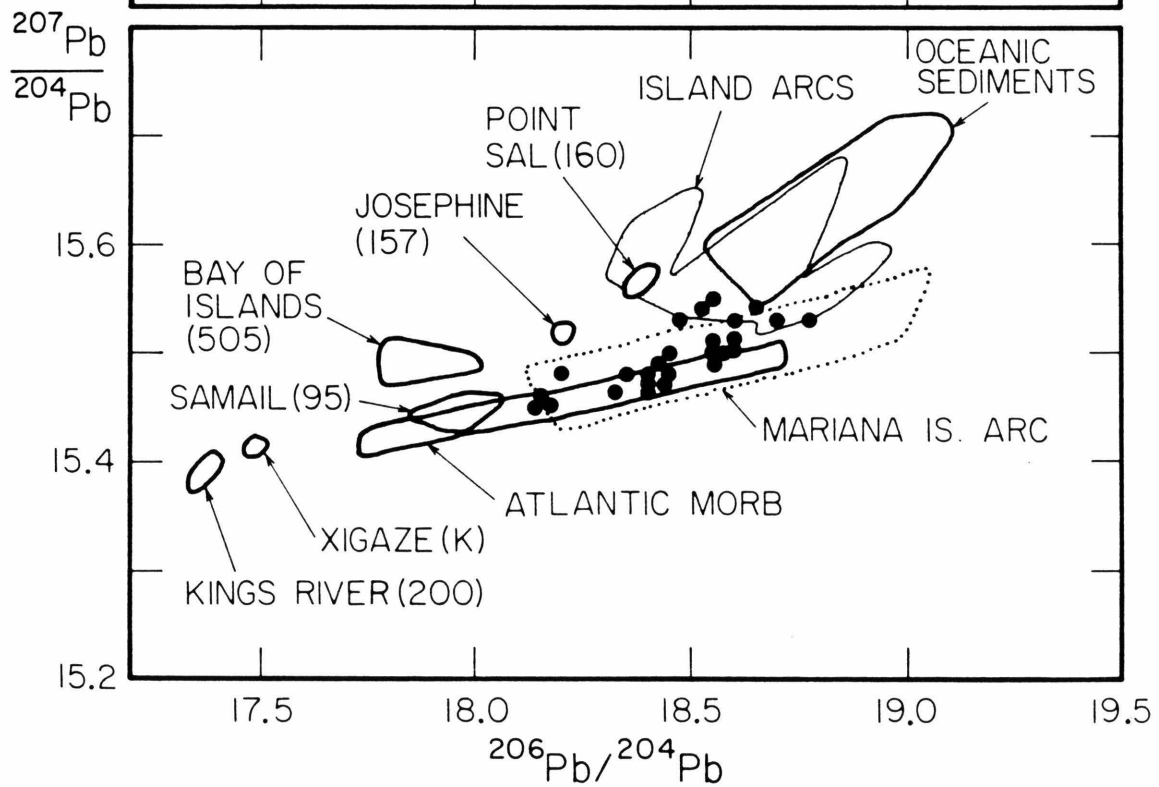 207Pb
204Pb
OCEANIC
SEDIMENTS
ISLAND ARCS
POINT
SAL (160)
JOSEPHINE
(157)
15.6
BAY OF
ISLANDS
(505)
SAMAIL (95)
MARIANA IS. ARC
15.4
ATLANTIC MORB
XIGAZE (K)
KINGS RIVER (200)
15.2
17.5 18.0 18.5 19.0 19.5
206Pb/204Pb